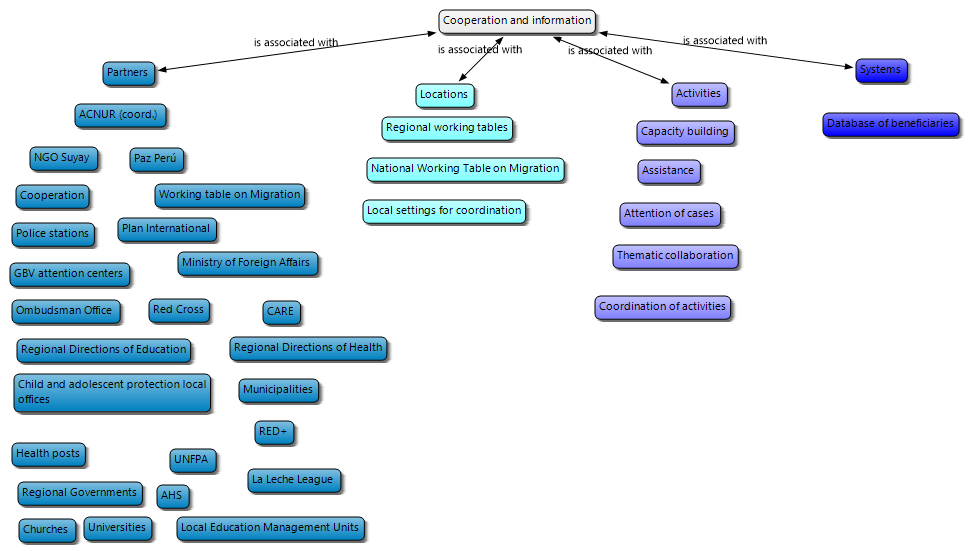 Cooperation and information
is associated with
is associated with
is associated with
is associated with
Partners
Locations
Activities
Systems
ACNUR (coord.)
NGO Suyay
Paz Perú
Cooperation
Working table on Migration
Police stations
Plan International
GBV attention centers
Ministry of Foreign Affairs
Ombudsman Office
Red Cross
CARE
Regional Directions of Education
Regional Directions of Health
Child and adolescent protection local
offices
Municipalities
RED+
Health posts
UNFPA
La Leche League
Regional Governments
AHS
Churches
Universities
Local Education Management Units
Regional working tables
National Working Table on Migration
Local settings for coordination
Capacity building
Assistance
Attention of cases
Thematic collaboration
Coordination of activities
Database of beneficiaries